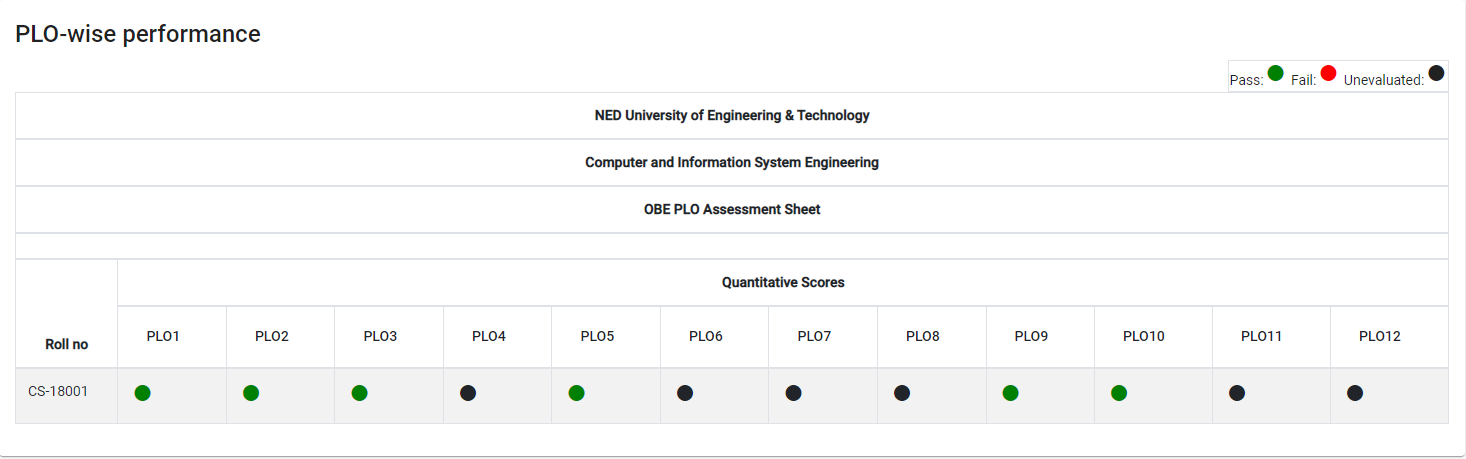 PLO-wise performance
Pass: Fail: Unevaluated:
NED University of Engineering & Technology
Computer and Information System Engineering
OBE PLO Assessment Sheet
Quantitative Scores
Roll no PLO1 PLO2 PLO3 PLO4 PLO5 PLO6 PLO7 PLO8 PLO9 PLO10 PLO11 PLO12
CS-18001